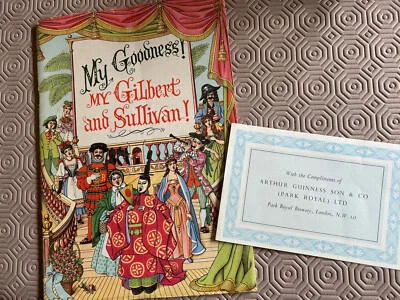 My Goodness!
MY GILbERT
and Sullivan!
With the Compliments of
ARTHUR GUINNESS SON & CO
(PARK ROYAL) LTD
Park Royal Brewery, London, N.W.10